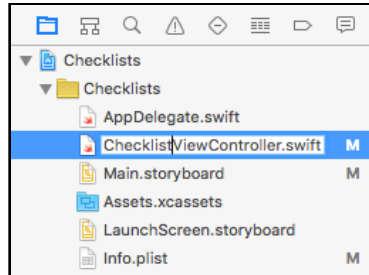 Checklists
Checklists
AppDelegate.swift
ChecklistViewController.swift M
Main.storyboard M
Assets.xcassets
LaunchScreen.storyboard
Info.plist M